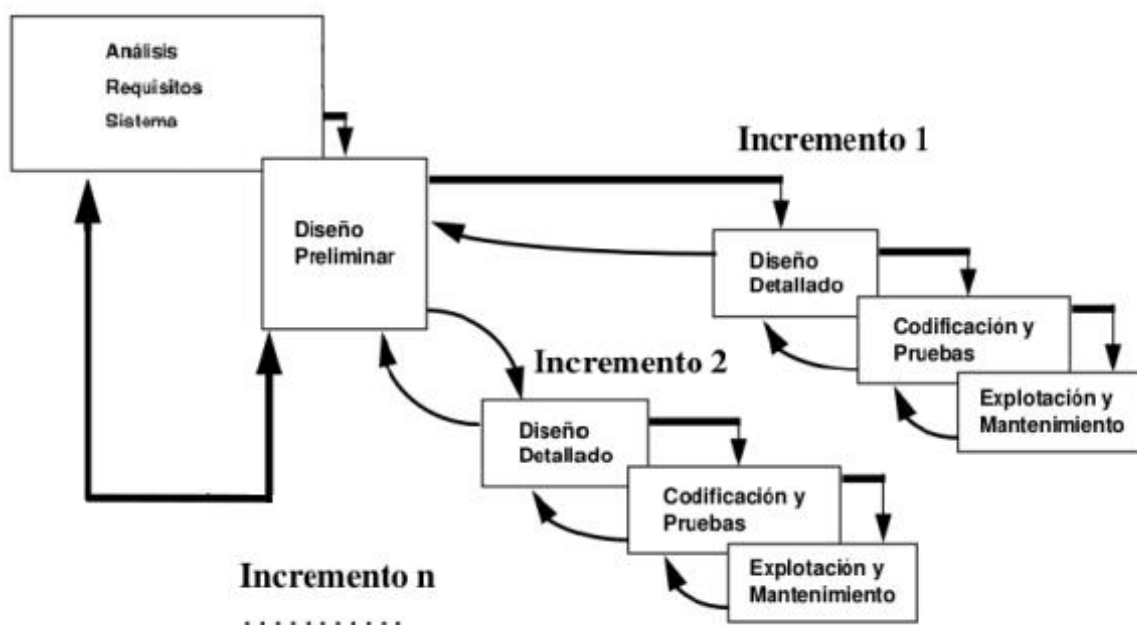 Análisis
Requisitos
Sistema
Incremento 1
Diseño
Preliminar
Diseño
Detallado
Codificación y
Pruebas
Explotación y
Mantenimiento
Incremento 2
Diseño
Detallado
Codificación y
Pruebas
Explotación y
Mantenimiento
Incremento n
. . . . . . . . . . .